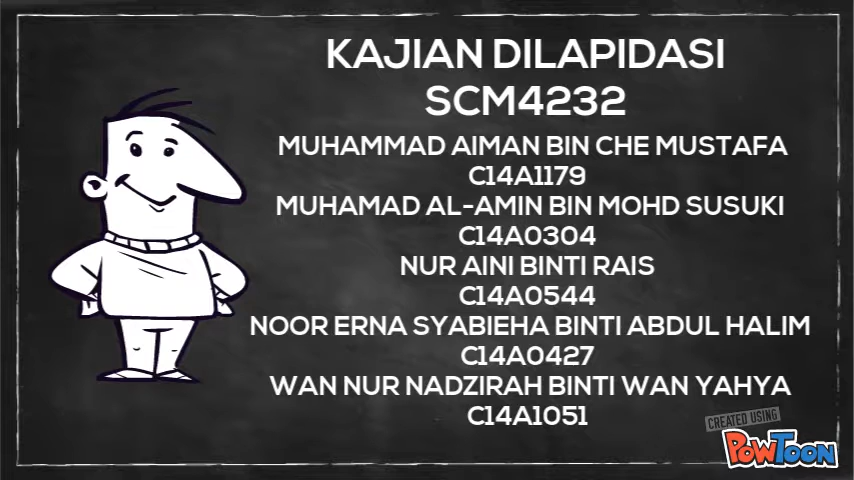 KAJIAN DILAPIDASI
SCM4232
MUHAMMAD AIMAN BIN CHE MUSTAFA
C14A1179
MUHAMAD AL-AMIN BIN MOHD SUSUKI
C14A0304
NUR AINI BINTI RAIS
C14A0544
NOOR ERNA SYABIEHA BINTI ABDUL HALIM
C14A0427
WAN NUR NADZIRAH BINTI WAN YAHYA
C14A1051
CREATED USING
POWTOON